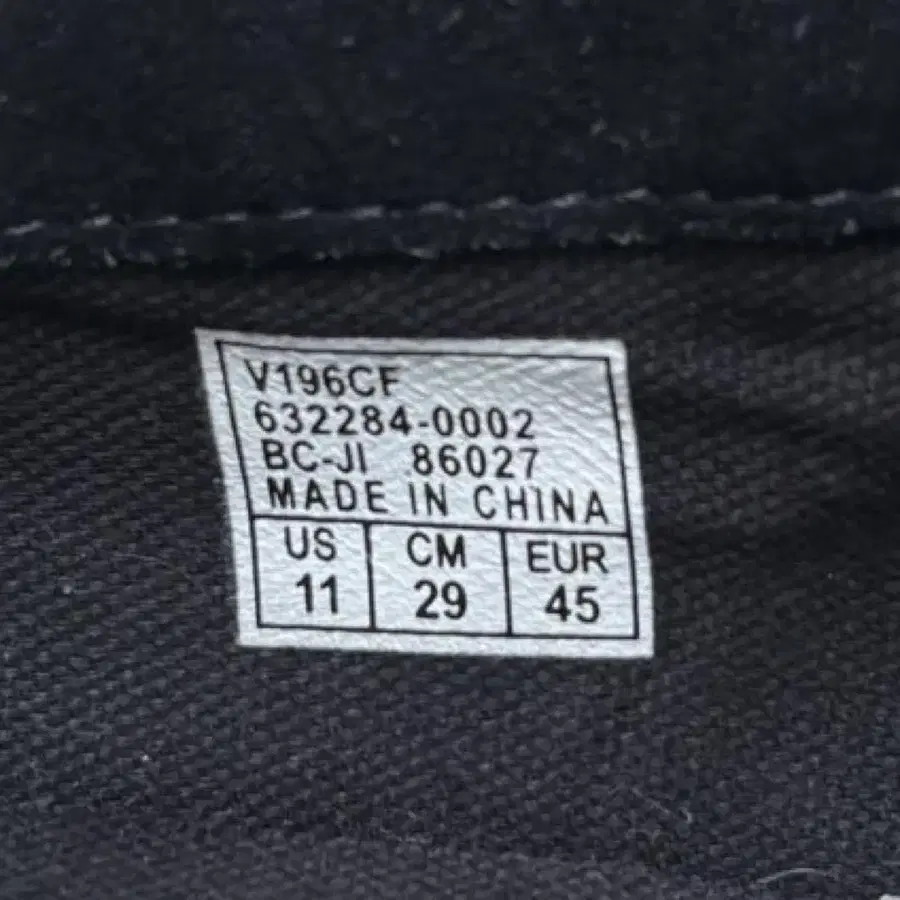 V196CF
632284-0002
BC-JI 86027
MADE IN CHINA
US CM EUR
11 29 45